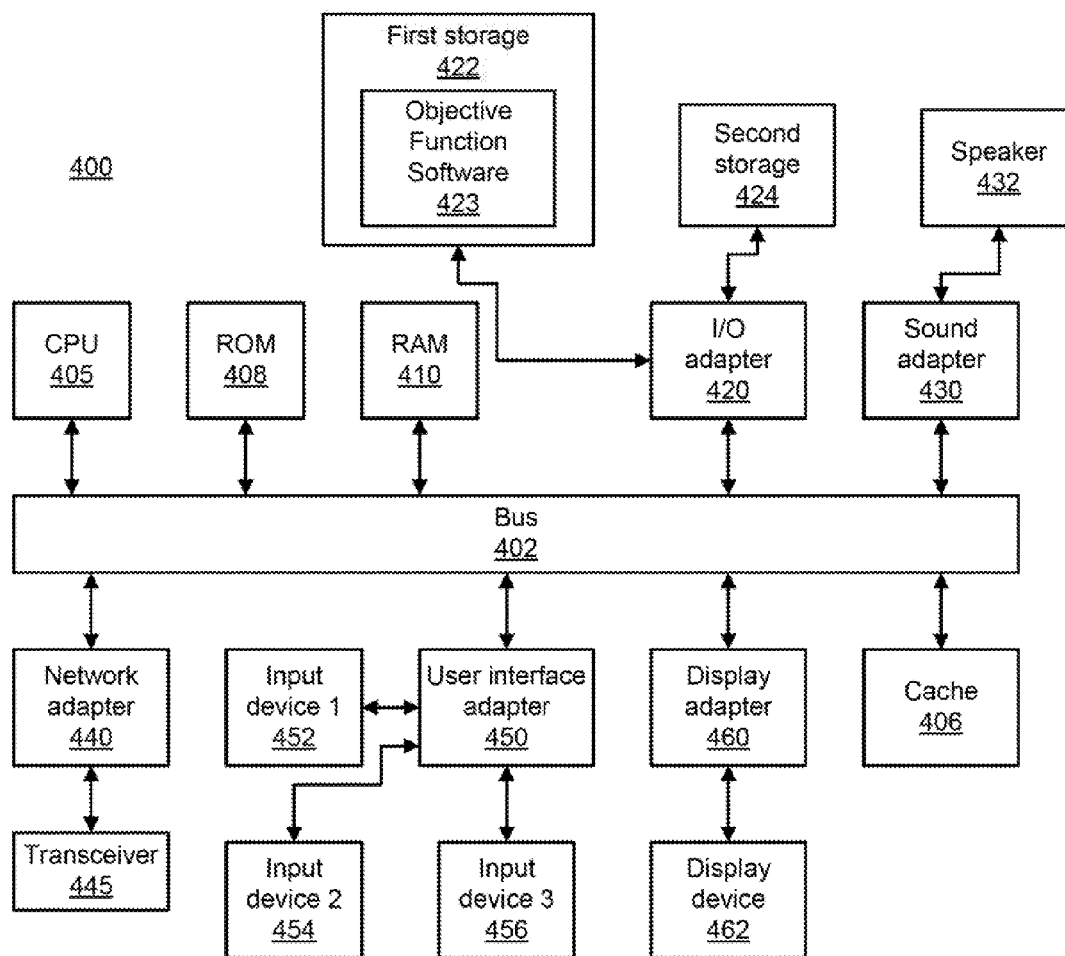 First storage
422
Objective
Function
Software
423
Second
storage
424
Speaker
432
400
CPU
405
ROM
408
RAM
410
I/O
adapter
420
Sound
adapter
430
Bus
402
Network
adapter
440
Input
device 1
452
User interface
adapter
450
Display
adapter
460
Cache
406
Transceiver
445
Input
device 2
454
Input
device 3
456
Display
device
462